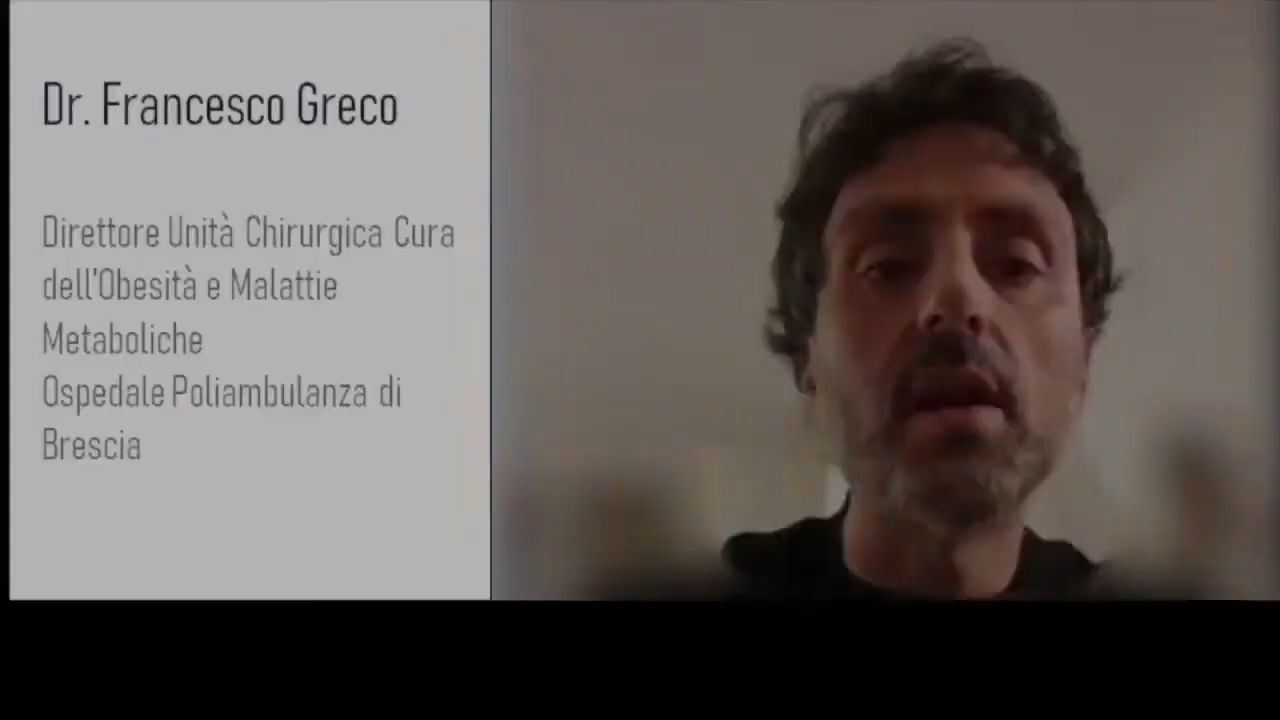 Dr. Francesco Greco
Direttore Unità Chirurgica Cura
dell'Obesità e Malattie
Metaboliche
Ospedale Poliambulanza di
Brescia